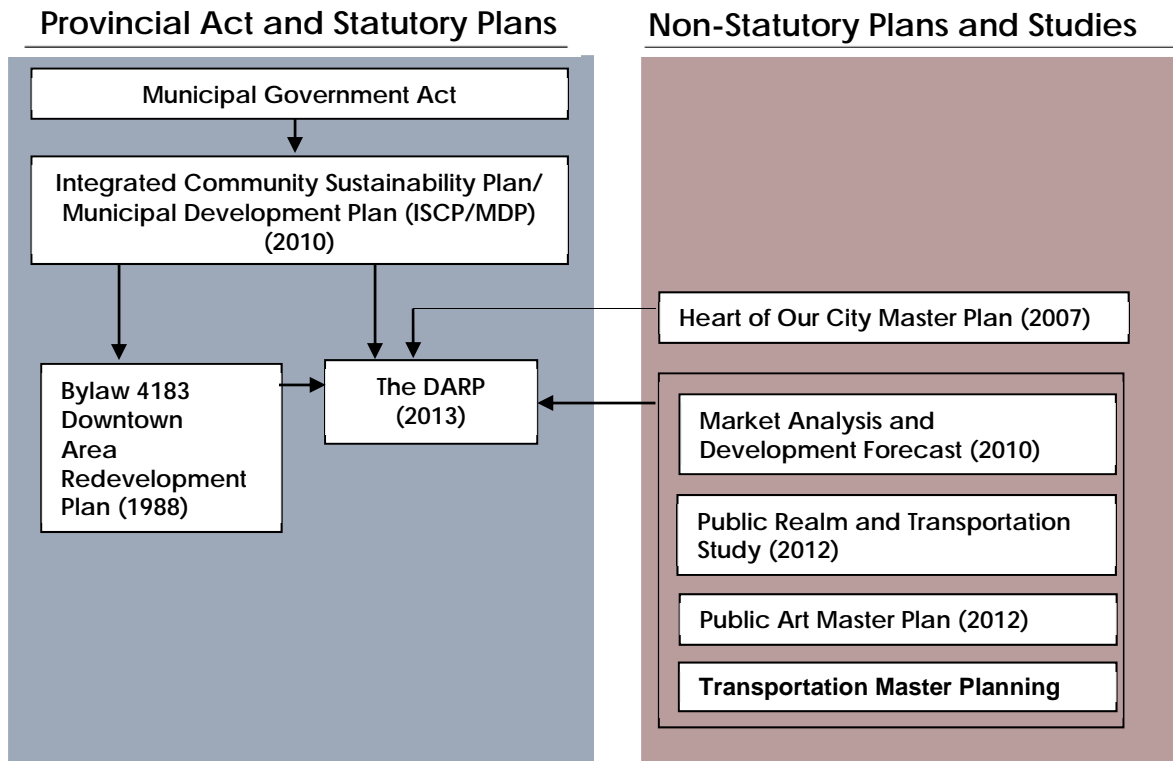 Provincial Act and Statutory Plans
Municipal Government Act
Integrated Community Sustainability Plan/
Municipal Development Plan (ISCP/MDP)
(2010)
Bylaw 4183
Downtown
Area
Redevelopment
Plan (1988)
The DARP
(2013)
Non-Statutory Plans and Studies
Heart of Our City Master Plan (2007)
Market Analysis and
Development Forecast (2010)
Public Realm and Transportation
Study (2012)
Public Art Master Plan (2012)
Transportation Master Planning